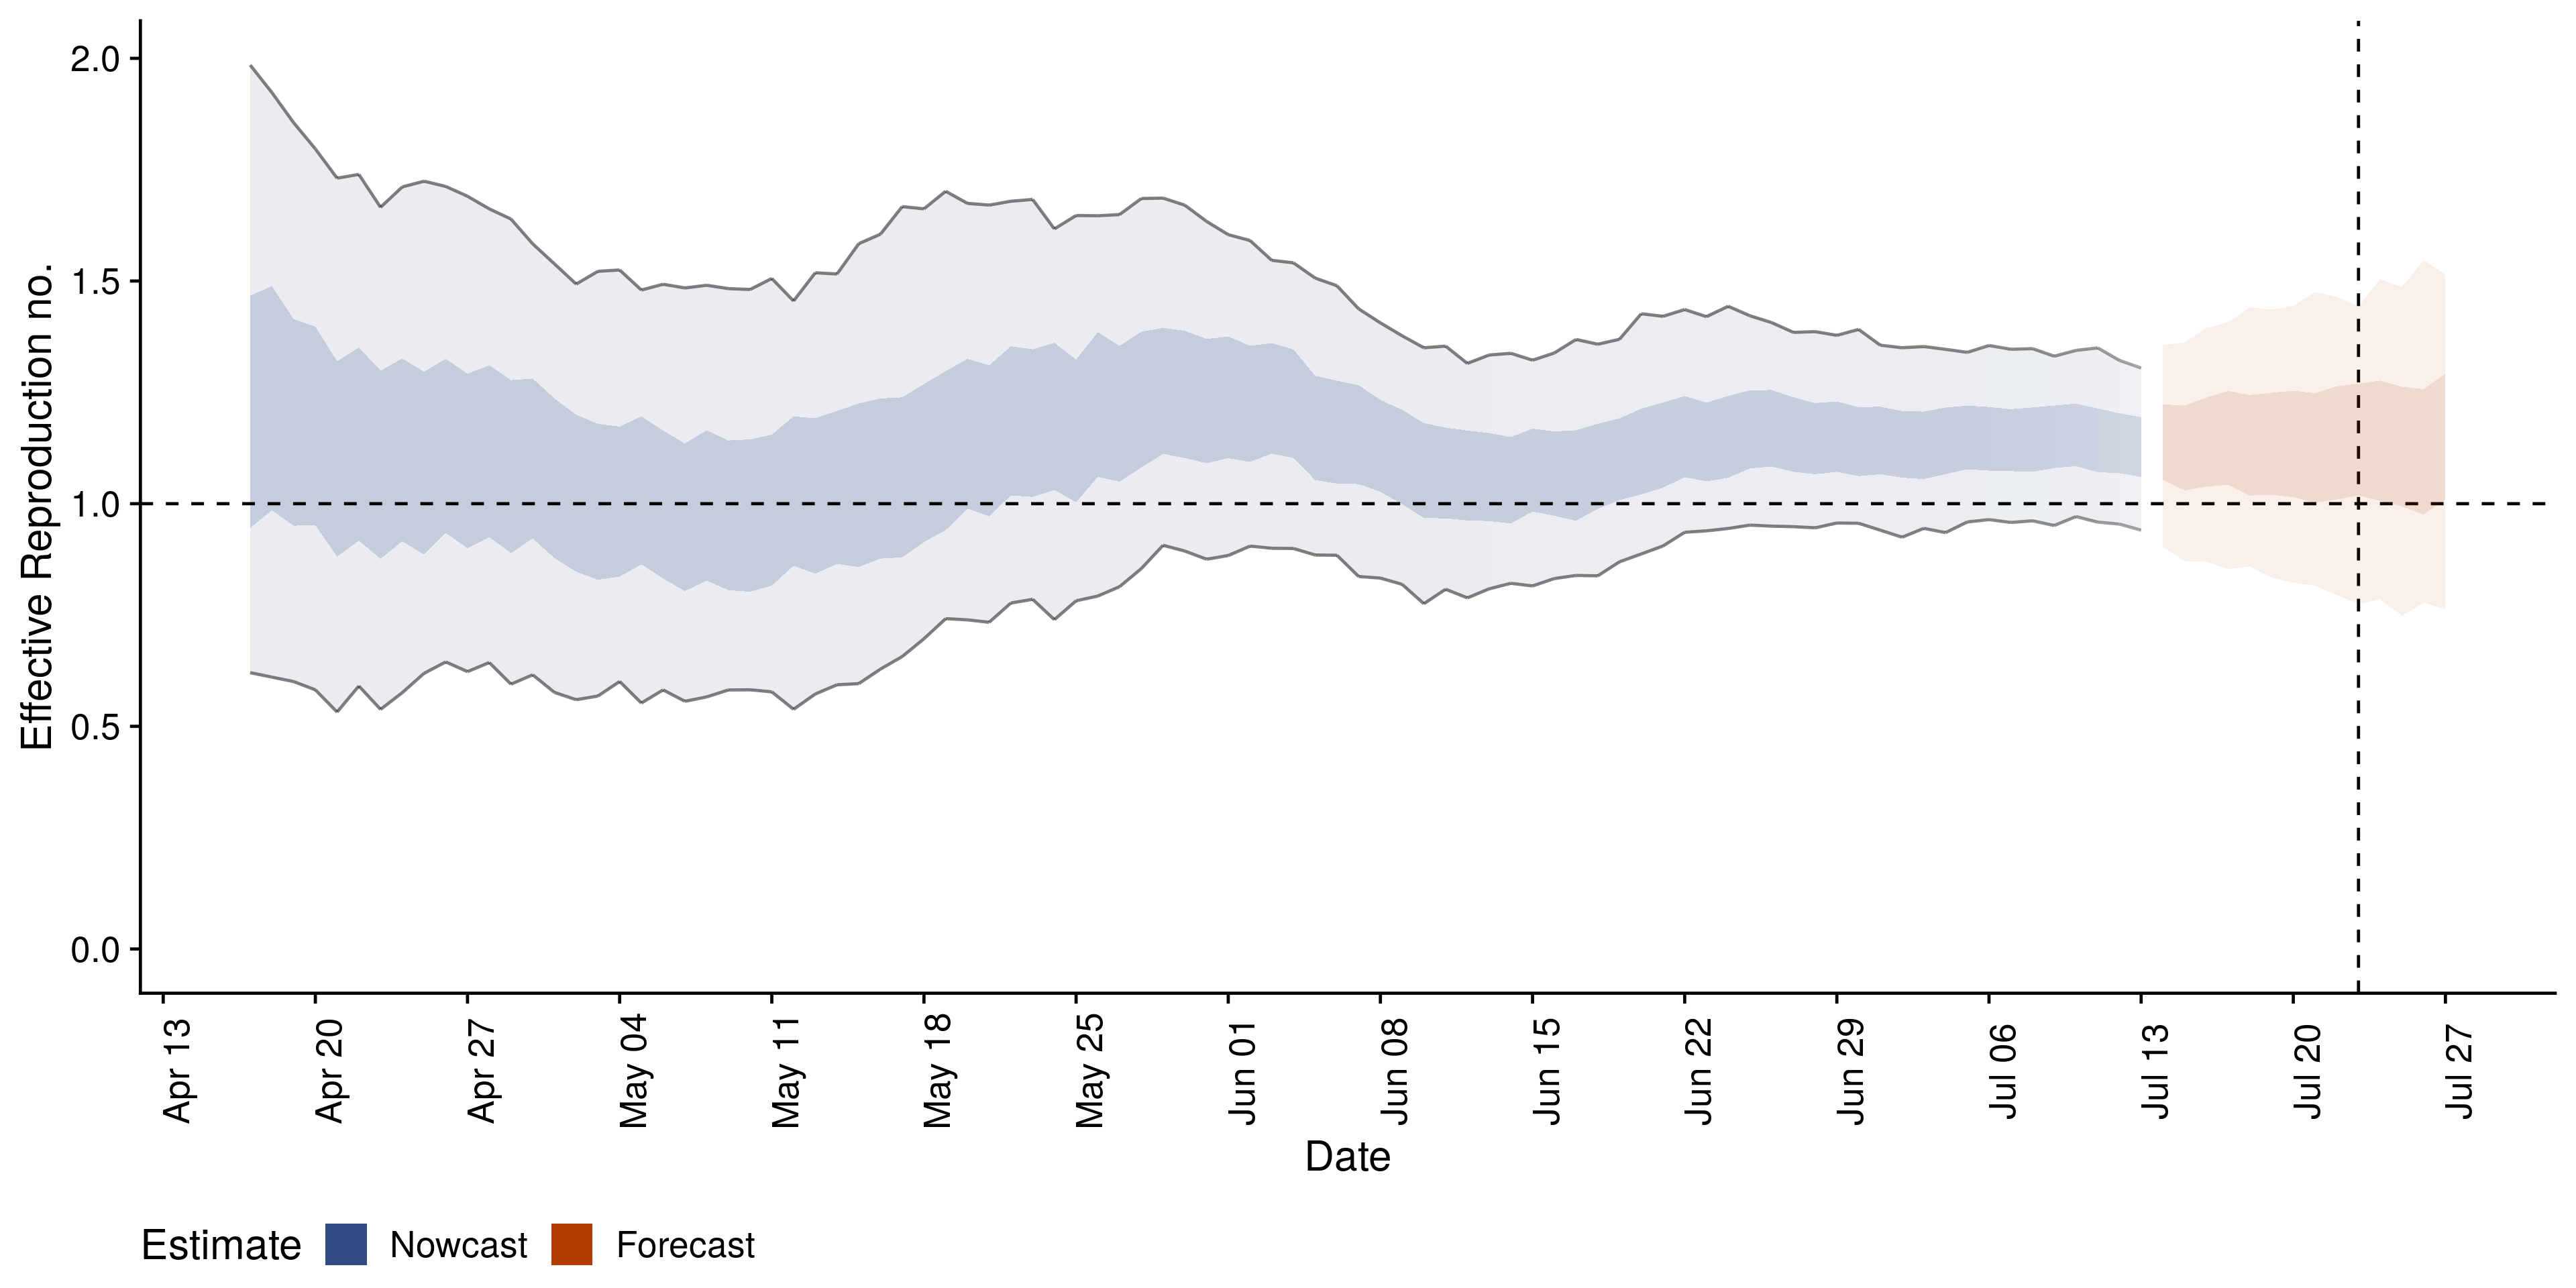 Effective Reproduction no.
2.0
1.5
1.0
0.5
0.0
Apr 13
Apr 20
Apr 27
May 04
May 11
May 18
May 25
Jun 01
Jun 08
Jun 15
Jun 22
Jun 29
Jul 06
Jul 13
Jul 20
Jul 27
Date
Estimate Nowcast Forecast